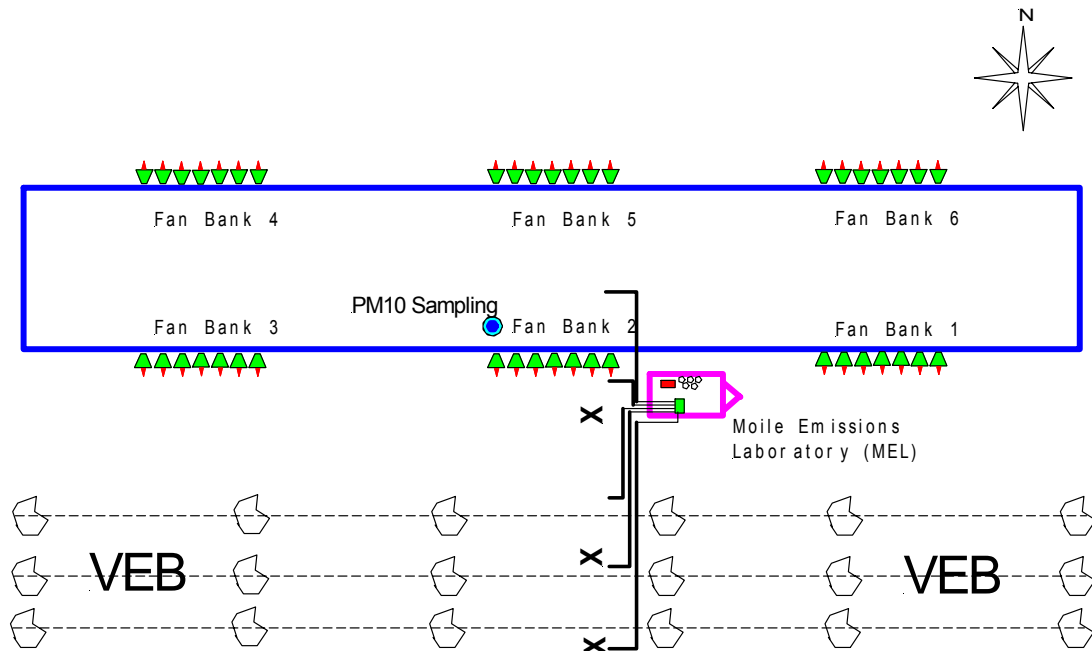 N
Fan Bank 4
Fan Bank 5
Fan Bank 6
PM10 Sampling
Fan Bank 3
Fan Bank 2
Fan Bank 1
X
Moile Emissions
Laboratory (MEL)
VEB
X
VEB
X